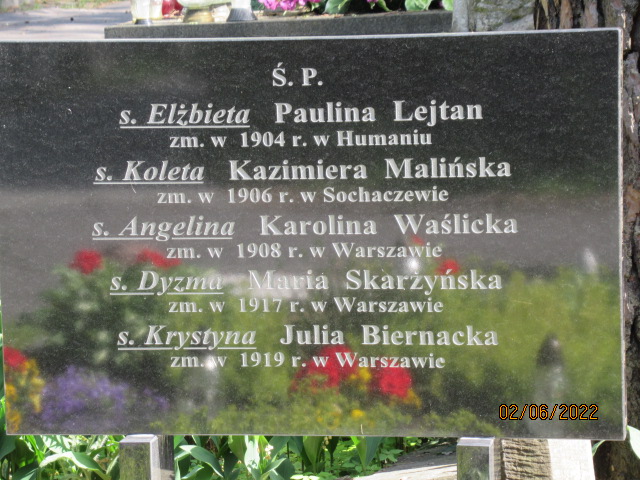 Ś. P.
s. Elżbieta Paulina Lejtan
zm. w 1904 r. w Humaniu
s. Koleta Kazimiera Malińska
zm. w 1906 r. w Sochaczewie
s. Angelina Karolina Waślicka
zm. w 1908 r. w Warszawie
s. Dyzma Maria Skarzyńska
zm. w 1917 r. w Warszawie
s. Krystyna Julia Biernacka
zm. w 1919 r. w Warszawie
02/06/2022